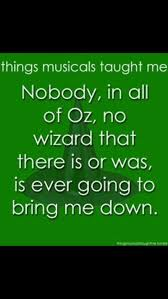 things musicals taught me
Nobody, in all
of Oz, no
wizard that
there is or was,
is ever going to
bring me down.